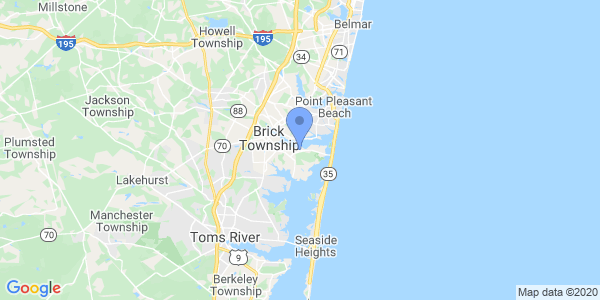 Millstone
Belmar
Howell
Township
195
195
71
34
Jackson
Township
Point Pleasant
Beach
88
Brick
Township
Plumsted
Township
70
35
Lakehurst
Manchester
Township
70
Toms River
Seaside
Heights
9
Berkeley
Township
Google
Map data ©2020